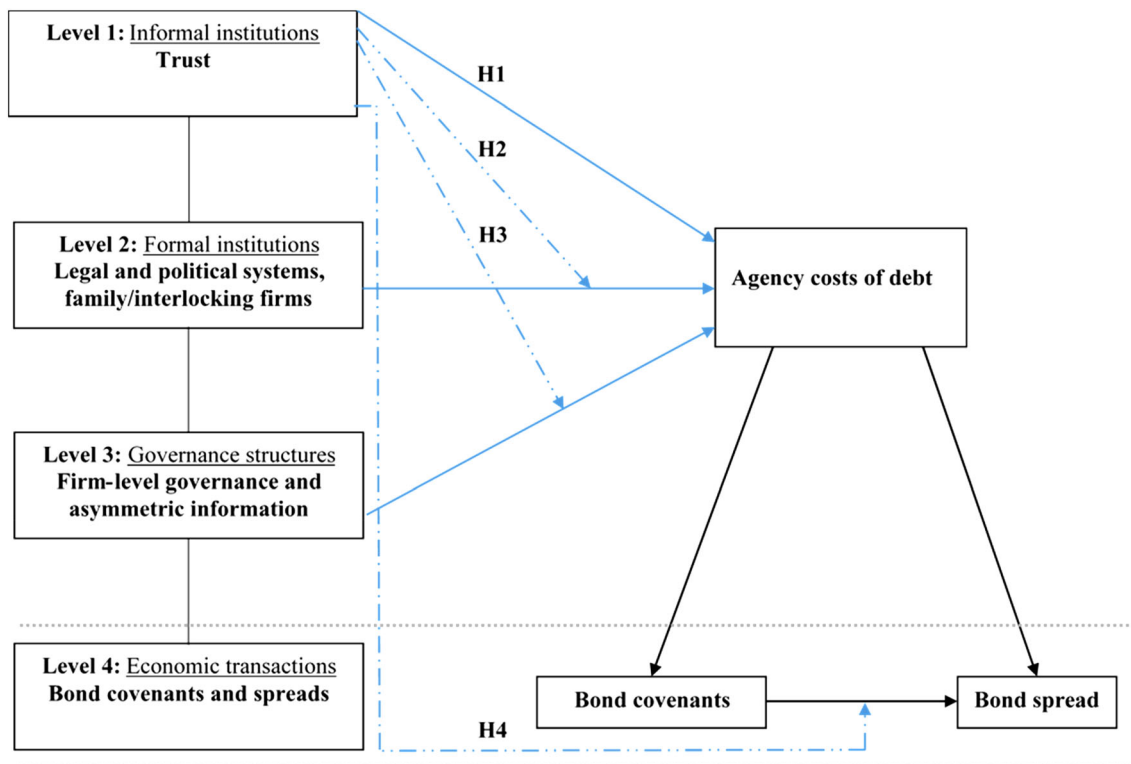 Level 1: Informal institutions
Trust
H1
H2
H3
Level 2: Formal institutions
Legal and political systems,
family/interlocking firms
Agency costs of debt
Level 3: Governance structures
Firm-level governance and
asymmetric information
Level 4: Economic transactions
Bond covenants and spreads
Bond covenants
Bond spread
H4